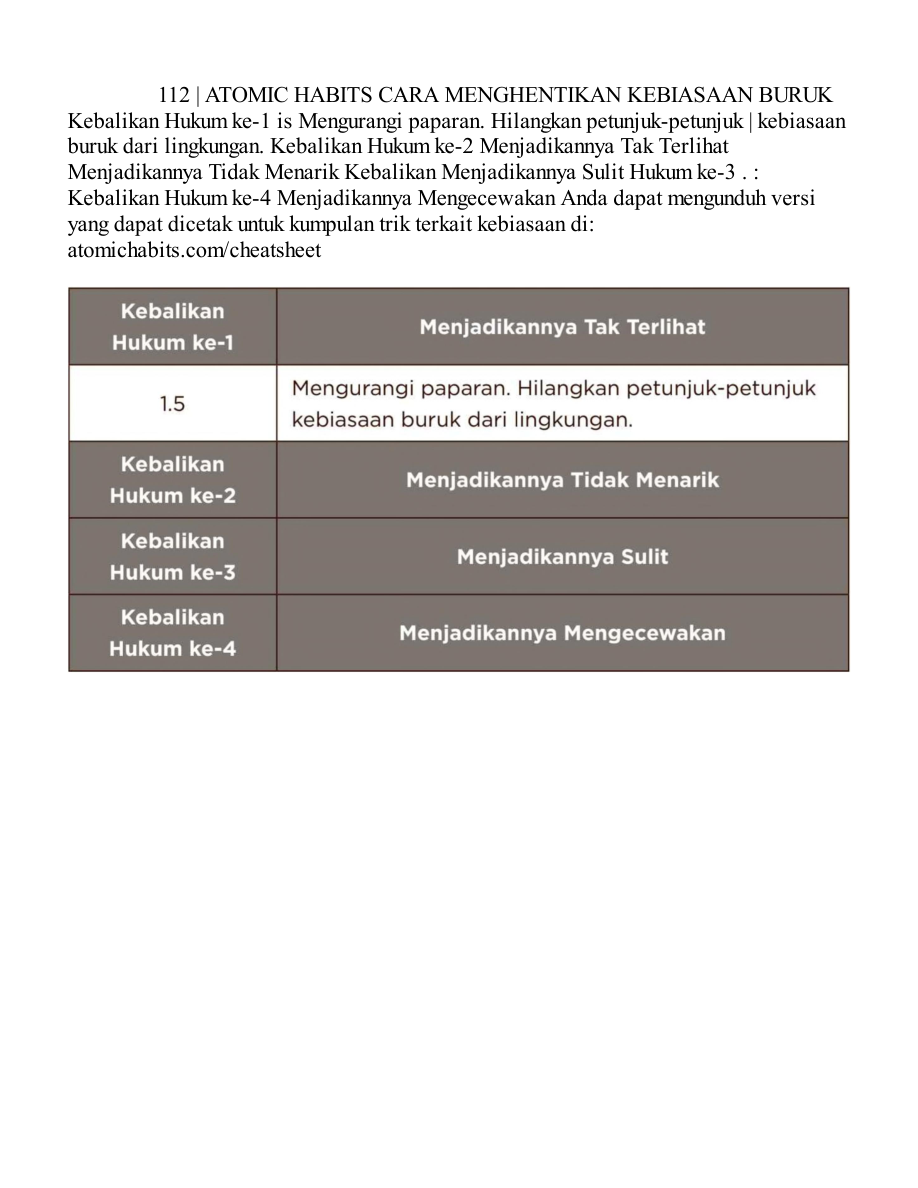 112 | ATOMIC HABITS CARA MENGHENTIKAN KEBIASAAN BURUK
Kebalikan Hukum ke-1 is Mengurangi paparan. Hilangkan petunjuk-petunjuk | kebiasaan
buruk dari lingkungan. Kebalikan Hukum ke-2 Menjadikannya Tak Terlihat
Menjadikannya Tidak Menarik Kebalikan Menjadikannya Sulit Hukum ke-3 . :
Kebalikan Hukum ke-4 Menjadikannya Mengecewakan Anda dapat mengunduh versi
yang dapat dicetak untuk kumpulan trik terkait kebiasaan di:
atomichabits.com/cheatsheet
Kebalikan
Hukum ke-1
Menjadikannya Tak Terlihat
1.5
Mengurangi paparan. Hilangkan petunjuk-petunjuk
kebiasaan buruk dari lingkungan.
Kebalikan
Hukum ke-2
Menjadikannya Tidak Menarik
Kebalikan
Hukum ke-3
Menjadikannya Sulit
Kebalikan
Hukum ke-4
Menjadikannya Mengecewakan